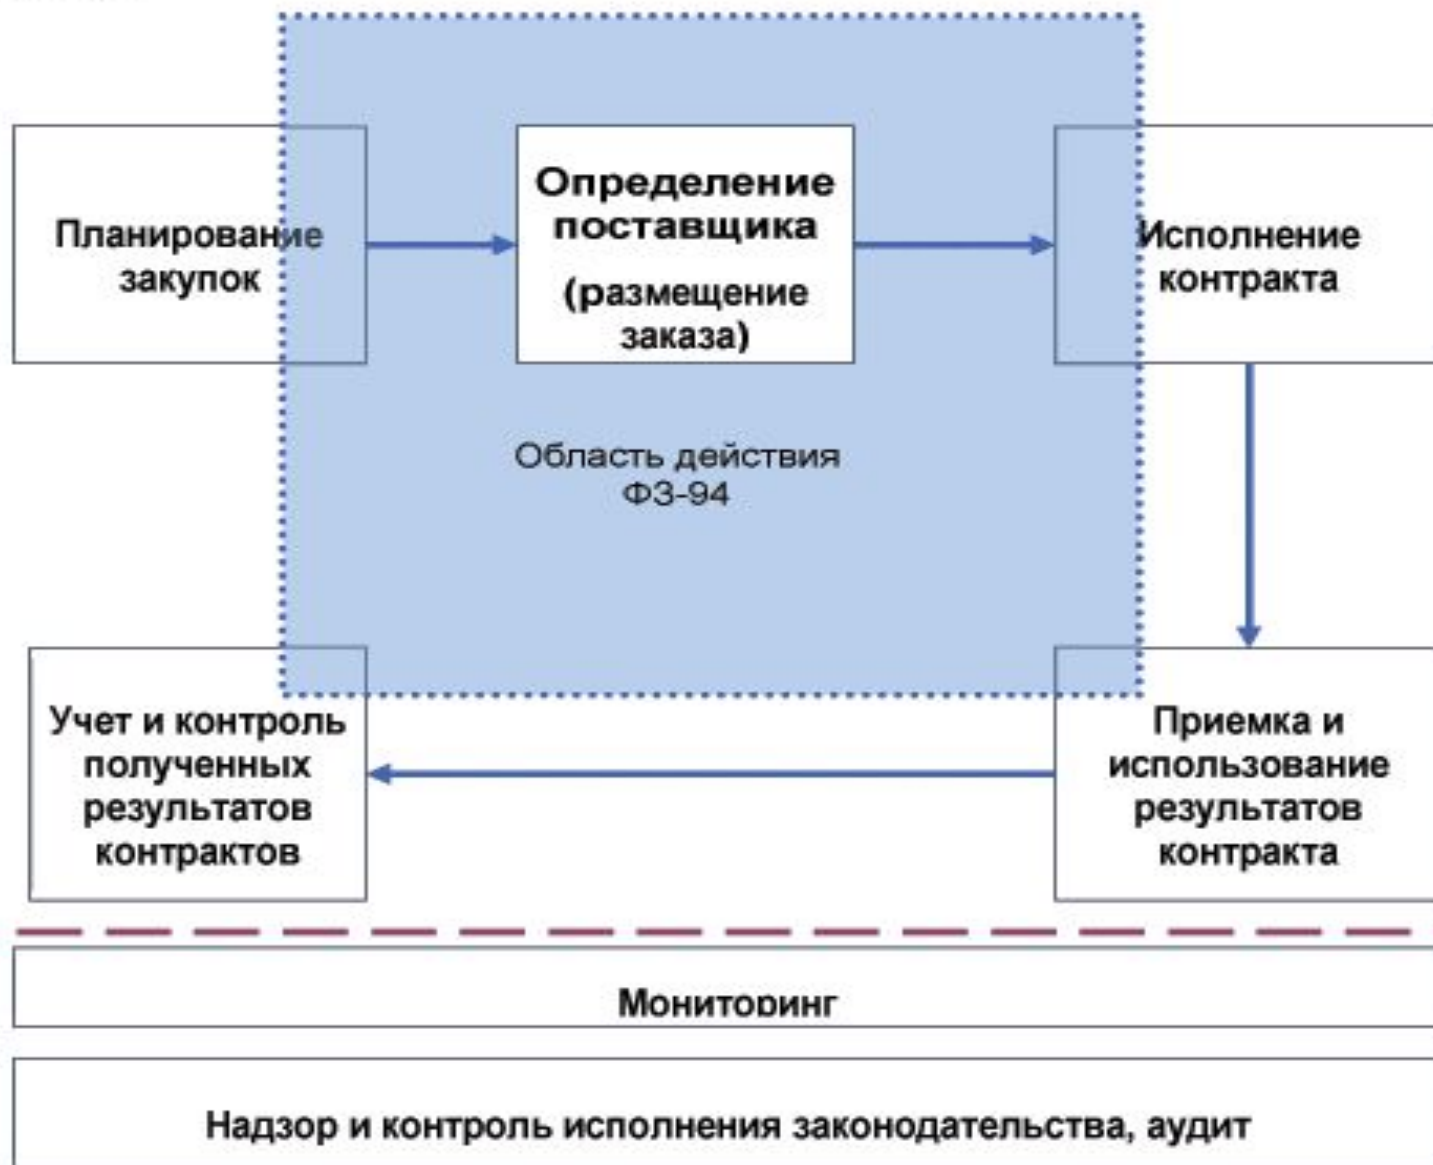 Планирование
закупок
Определение
поставщика
(размещение
заказа)
Исполнение
контракта
Область действия
ФЗ-94
Учет и контроль
полученных
результатов
контрактов
Приемка и
использование
результатов
контракта
Мониторинг
Надзор и контроль исполнения законодательства, аудит